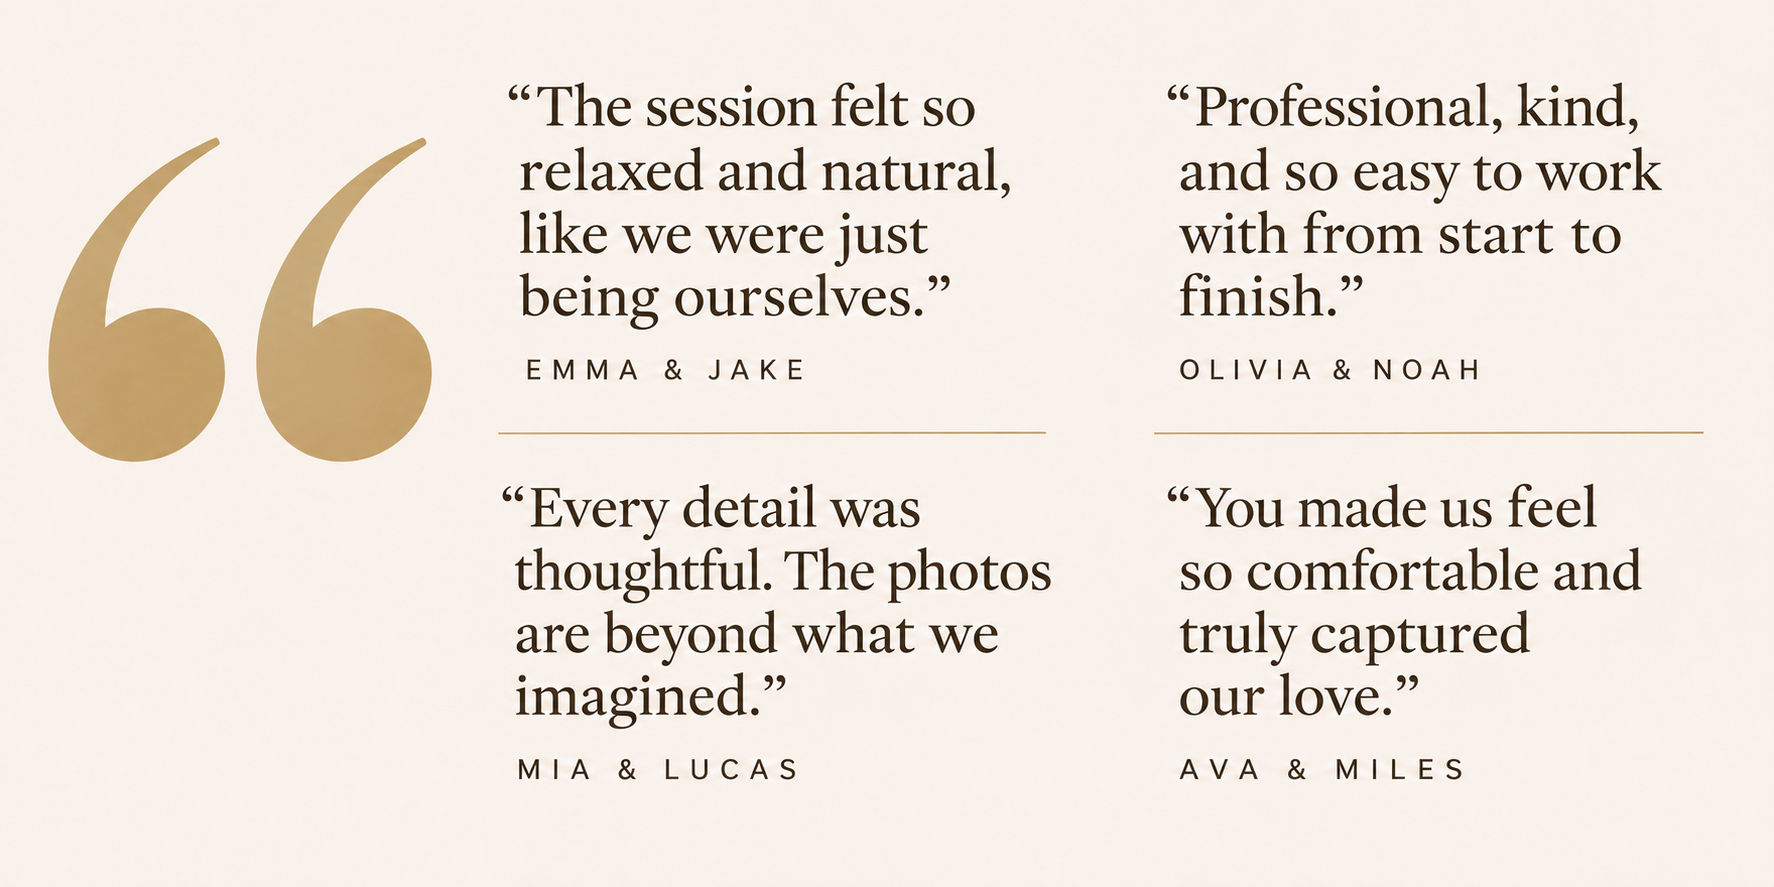 “The session felt so
relaxed and natural,
like we were just
being ourselves.”
EMMA & JAKE
“Professional, kind,
and so easy to work
with from start to
finish.”
OLIVIA & NOAH
“Every detail was
thoughtful. The photos
are beyond what we
imagined.”
MIA & LUCAS
“You made us feel
so comfortable and
truly captured
our love.”
AVA & MILES